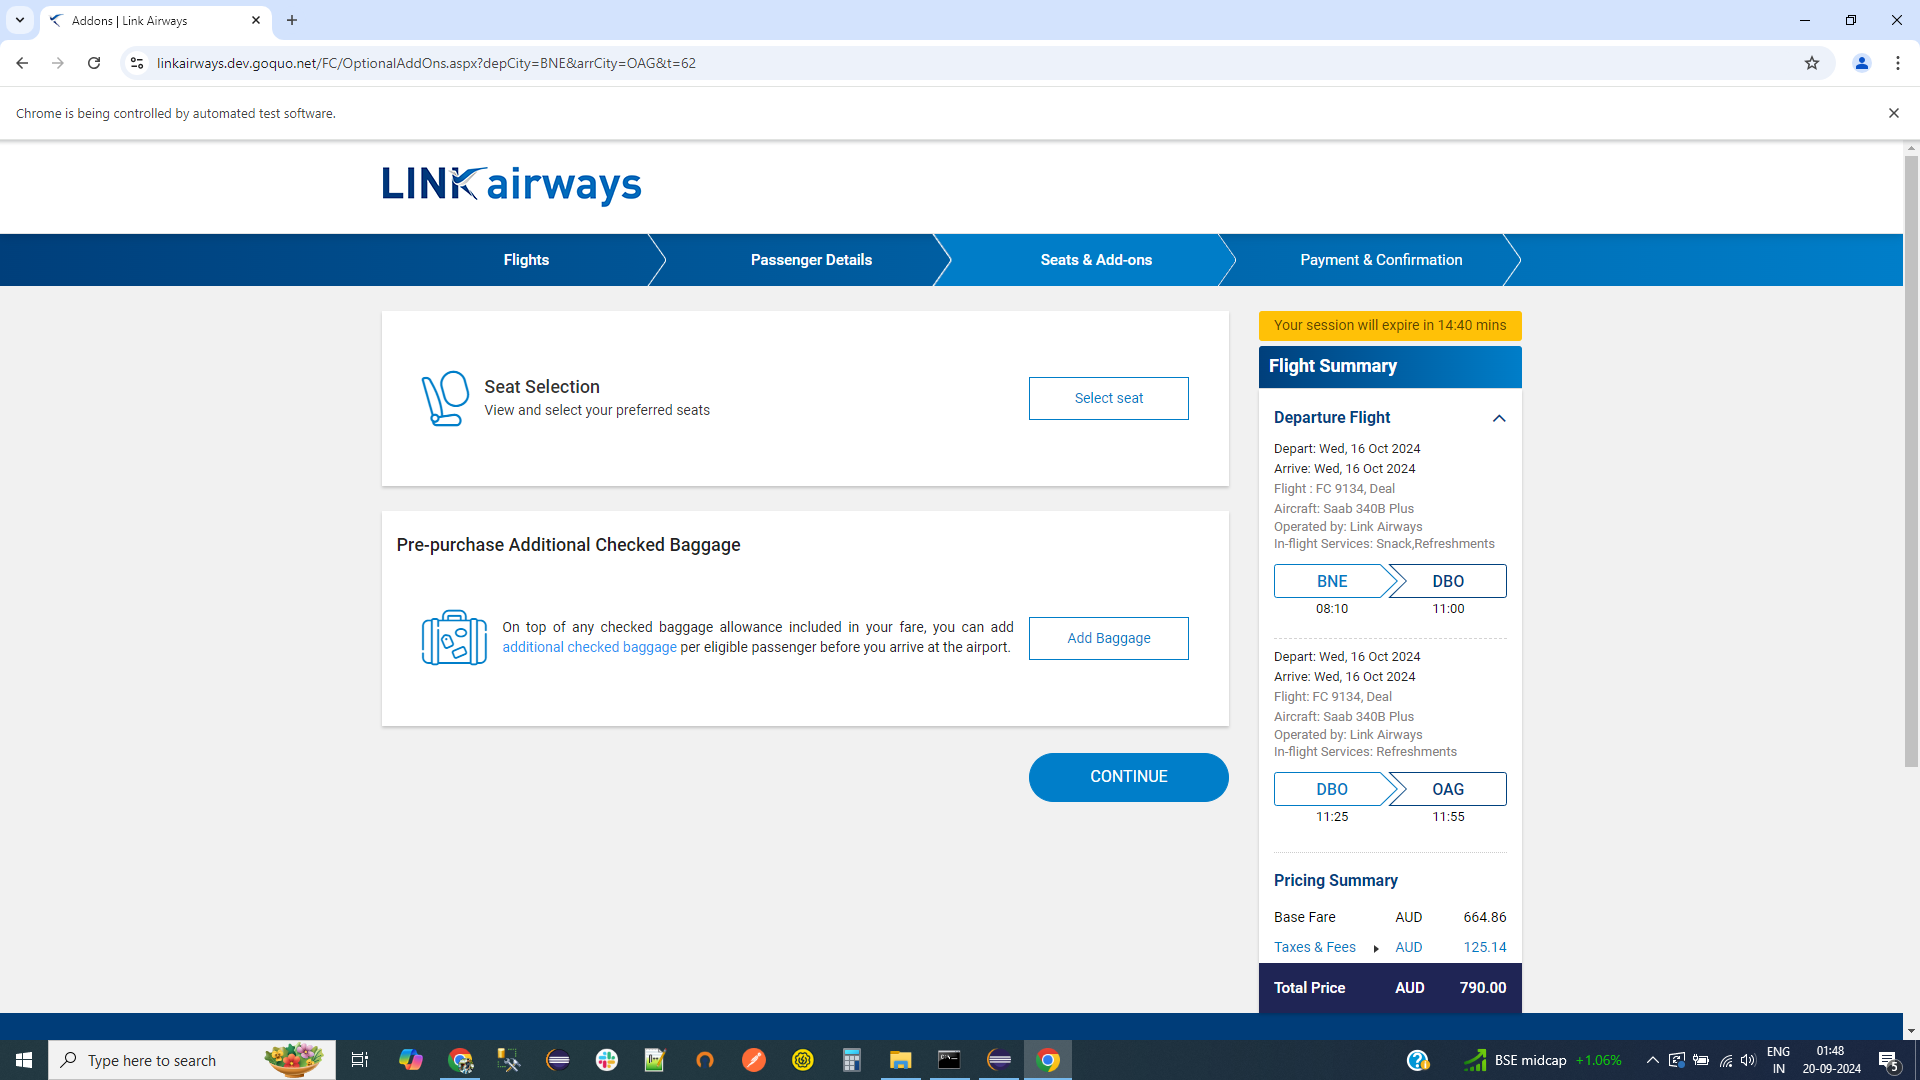 Addons | Link Airways
linkairways.dev.goquo.net/FC/OptionalAddOns.aspx?depCity=BNE&arrCity=OAG&t=62
Chrome is being controlled by automated test software.
LINK airways
Flights
Passenger Details
Seats & Add-ons
Payment & Confirmation
Seat Selection
View and select your preferred seats
Select seat
Pre-purchase Additional Checked Baggage
On top of any checked baggage allowance included in your fare, you can add
additional checked baggage per eligible passenger before you arrive at the airport.
Add Baggage
CONTINUE
Your session will expire in 14:40 mins
Flight Summary
Departure Flight
Depart: Wed, 16 Oct 2024
Arrive: Wed, 16 Oct 2024
Flight : FC 9134, Deal
Aircraft: Saab 340B Plus
Operated by: Link Airways
In-flight Services: Snack,Refreshments
BNE DBO
08:10 11:00
Depart: Wed, 16 Oct 2024
Arrive: Wed, 16 Oct 2024
Flight: FC 9134, Deal
Aircraft: Saab 340B Plus
Operated by: Link Airways
In-flight Services: Refreshments
DBO OAG
11:25 11:55
Pricing Summary
Base Fare AUD 664.86
Taxes & Fees AUD 125.14
Total Price AUD 790.00
Type here to search
BSE midcap +1.06%
ENG
IN
01:48
20-09-2024
5